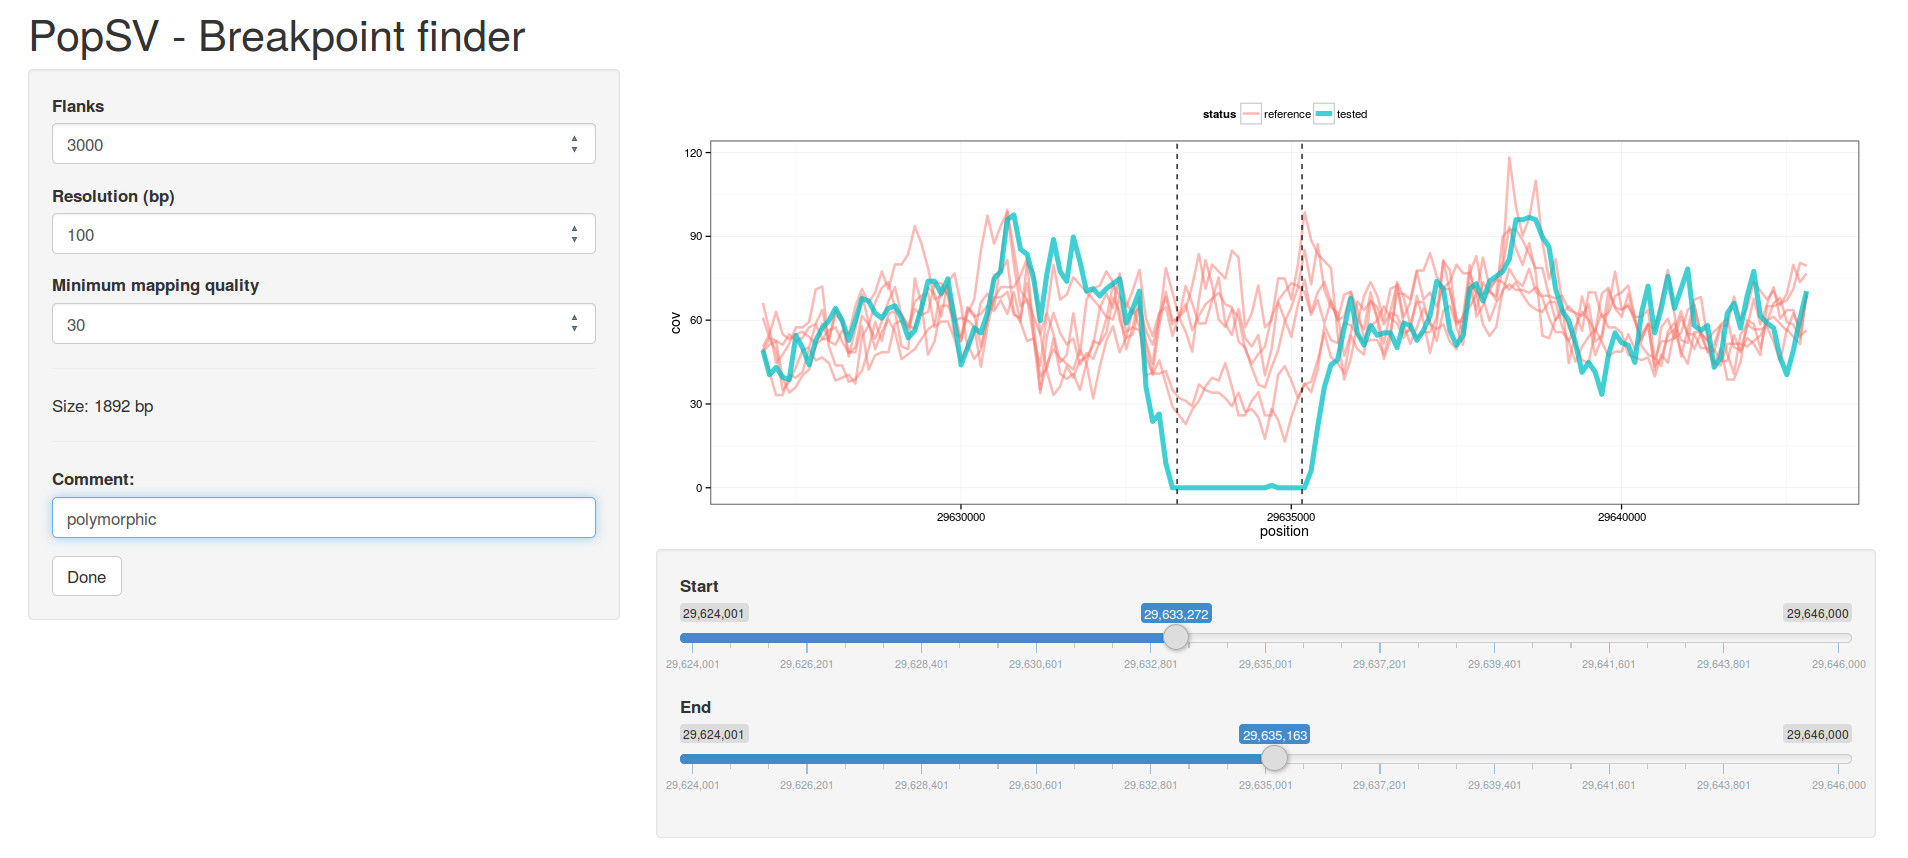 PopSV - Breakpoint finder
Flanks
3000
Resolution (bp)
100
Minimum mapping quality
30
Size: 1892 bp
Comment:
polymorphic
Done
status reference tested
120
90
60
30
0
cov
29630000 29635000 29640000
position
Start
29,624,001 29,633,272 29,646,000
29,624,001 29,626,201 29,628,401 29,630,601 29,632,801 29,635,001 29,637,201 29,639,401 29,641,601 29,643,801 29,646,000
End
29,624,001 29,635,163 29,646,000
29,624,001 29,626,201 29,628,401 29,630,601 29,632,801 29,635,001 29,637,201 29,639,401 29,641,601 29,643,801 29,646,000